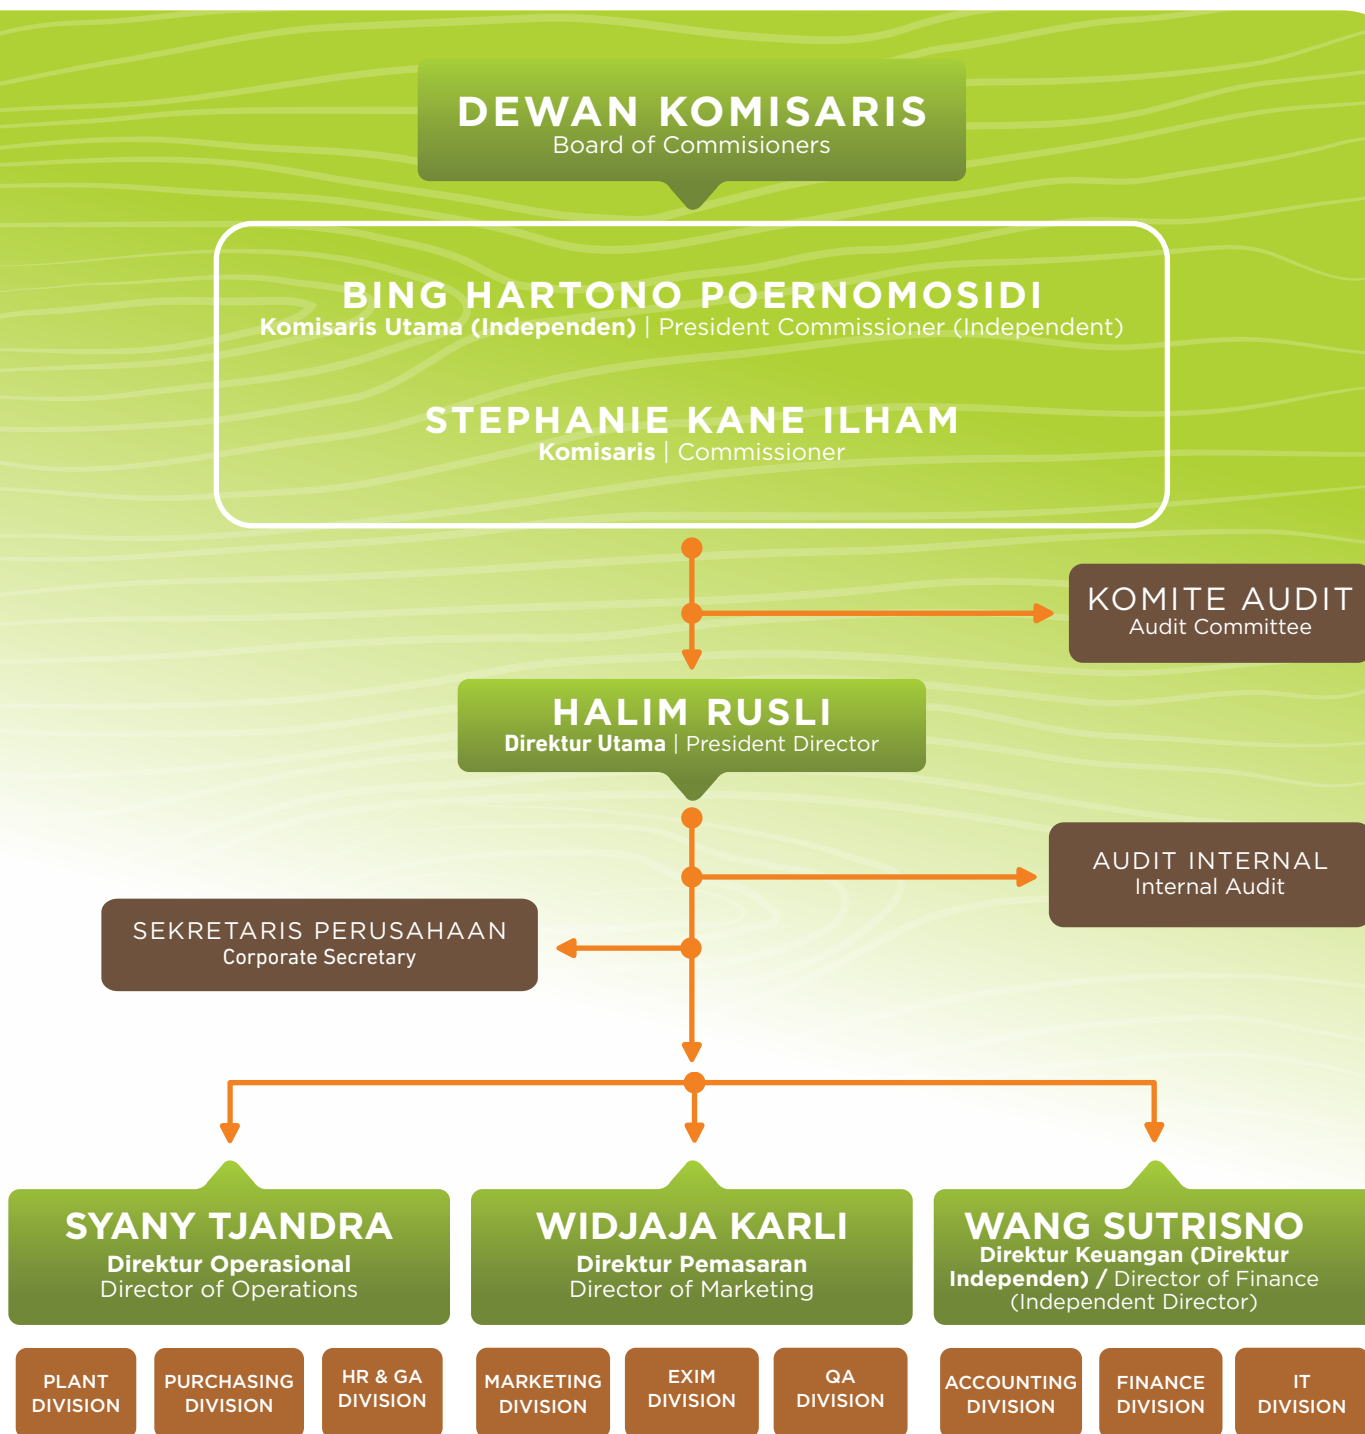 DEWAN KOMISARIS
Board of Commisioners
BING HARTONO POERNOMOSIDI
Komisaris Utama (Independen) | President Commissioner (Independent)
STEPHANIE KANE ILHAM
Komisaris | Commissioner
KOMITE AUDIT
Audit Committee
HALIM RUSLI
Direktur Utama | President Director
AUDIT INTERNAL
Internal Audit
SEKRETARIS PERUSAHAAN
Corporate Secretary
SYANY TJANDRA
Direktur Operasional
Director of Operations
WIDJAJA KARLI
Direktur Pemasaran
Director of Marketing
WANG SUTRISNO
Direktur Keuangan (Direktur
Independen) / Director of Finance
(Independent Director)
PLANT
DIVISION
PURCHASING
DIVISION
HR & GA
DIVISION
MARKETING
DIVISION
EXIM
DIVISION
QA
DIVISION
ACCOUNTING
DIVISION
FINANCE
DIVISION
IT
DIVISION